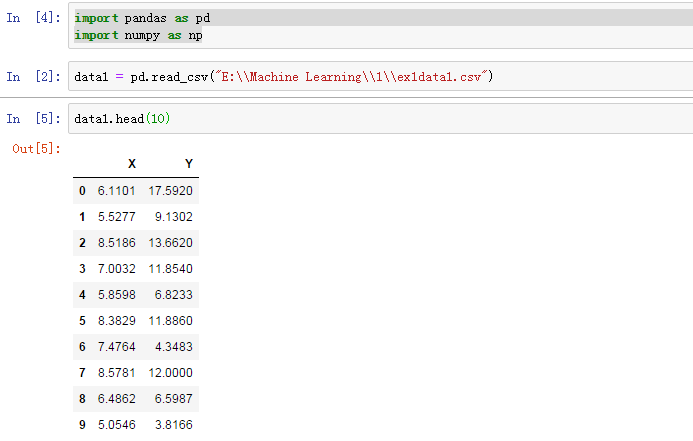 In [4]: import pandas as pd
import numpy as np
In [2]: data1 = pd.read_csv("E:\\Machine Learning\\1\\ex1data1.csv")
In [5]: data1.head(10)
Out[5]:
X Y
0 6.1101 17.5920
1 5.5277 9.1302
2 8.5186 13.6620
3 7.0032 11.8540
4 5.8598 6.8233
5 8.3829 11.8860
6 7.4764 4.3483
7 8.5781 12.0000
8 6.4862 6.5987
9 5.0546 3.8166